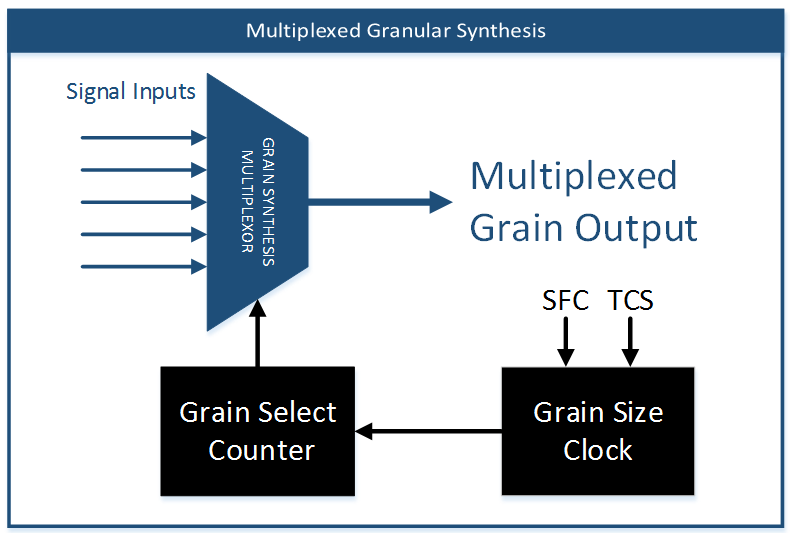 Multiplexed Granular Synthesis
Signal Inputs
GRAIN SYNTHESIS
MULTIPLEXOR
Multiplexed
Grain Output
SFC TCS
Grain Select
Counter
Grain Size
Clock